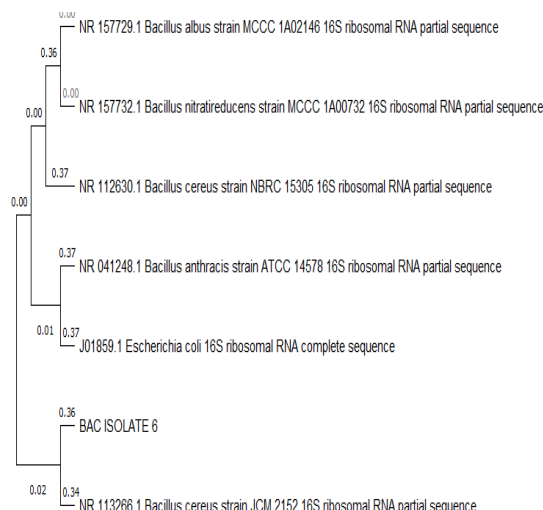 0.00
NR 157729.1 Bacillus albus strain MCCC 1A02146 16S ribosomal RNA partial sequence
0.36
0.00
NR 157732.1 Bacillus nitratireducens strain MCCC 1A00732 16S ribosomal RNA partial sequence
0.00
0.37
NR 112630.1 Bacillus cereus strain NBRC 15305 16S ribosomal RNA partial sequence
0.00
0.37
NR 041248.1 Bacillus anthracis strain ATCC 14578 16S ribosomal RNA partial sequence
0.01
0.37
J01859.1 Escherichia coli 16S ribosomal RNA complete sequence
0.36
BAC ISOLATE 6
0.02
0.34
NR 113266.1 Bacillus cereus strain JCM 2152 16S ribosomal RNA partial sequence